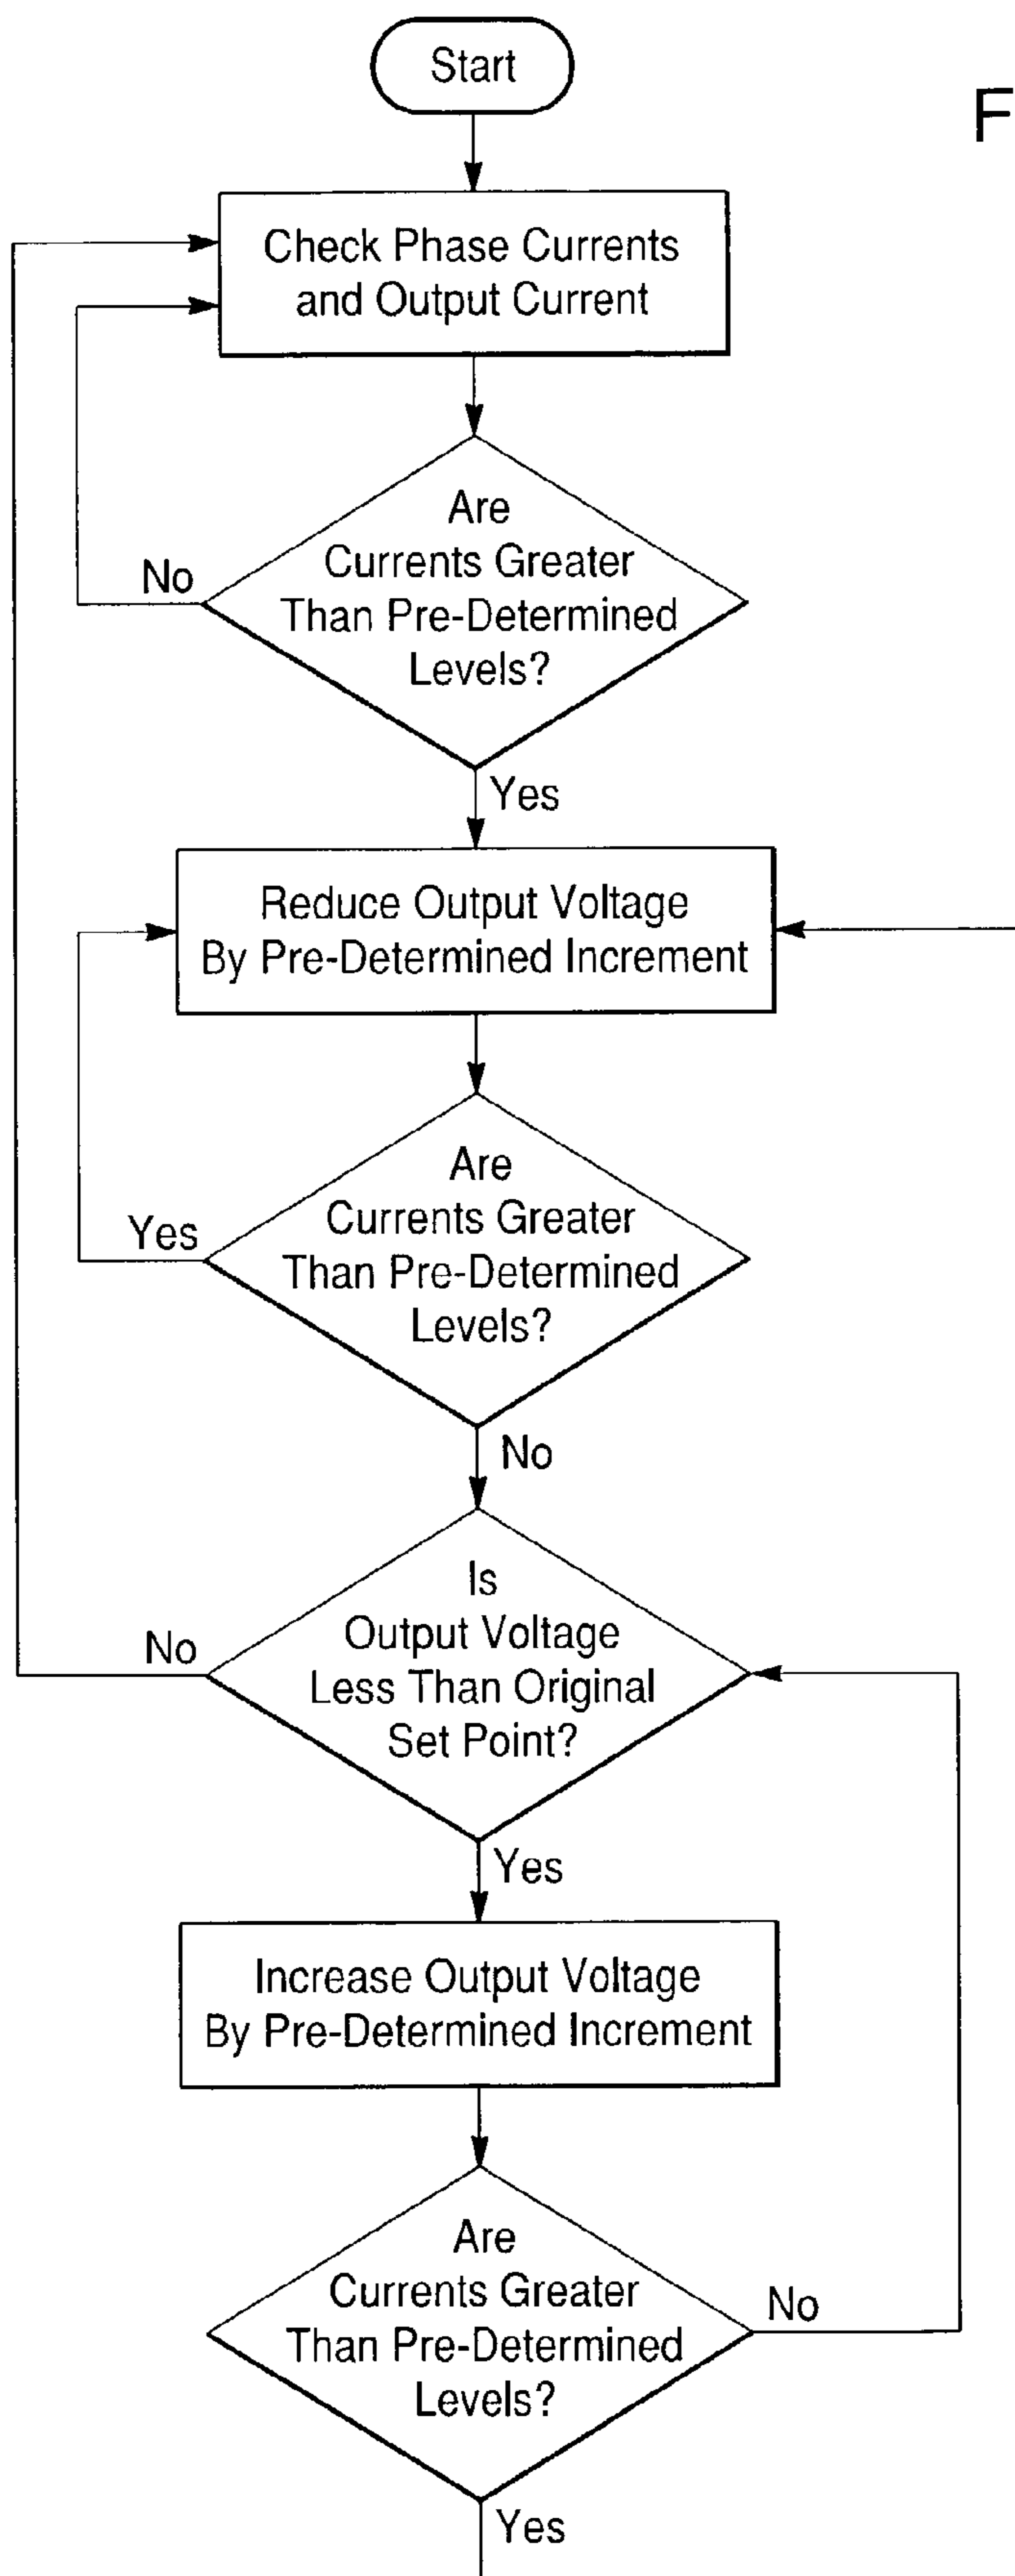 Start
F
Check Phase Currents
and Output Current
Are
Currents Greater
Than Pre-Determined
Levels?
No
Yes
Reduce Output Voltage
By Pre-Determined Increment
Are
Currents Greater
Than Pre-Determined
Levels?
Yes
No
Is
Output Voltage
Less Than Original
Set Point?
No
Yes
Increase Output Voltage
By Pre-Determined Increment
Are
Currents Greater
Than Pre-Determined
Levels?
No
Yes